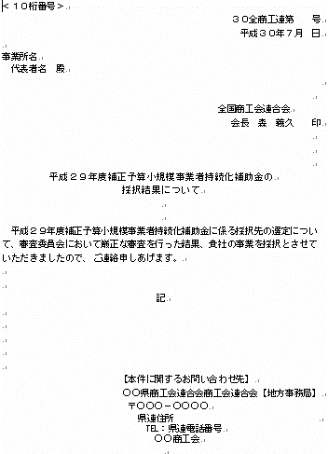 ＜１０桁番号＞
３０全商工連第　　号
平成３０年７月　日
事業所名
代表者名　殿
全国商工会連合会
会長　森　義久　　印
平成２９年度補正予算小規模事業者持続化補助金の
採択結果について
平成２９年度補正予算小規模事業者持続化補助金に係る採択先の選定につい
て、審査委員会において厳正な審査を行った結果、貴社の事業を採択とさせて
いただきましたので、ご連絡申しあげます。
記
【本件に関するお問い合わせ先】
〇〇県商工会連合会商工会連合会【地方事務局】
〒〇〇〇－〇〇〇〇
県連住所
TEL：県連電話番号
〇〇商工会